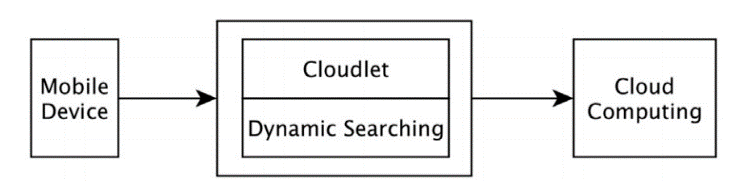 Mobile
Device
Cloudlet
Dynamic Searching
Cloud
Computing